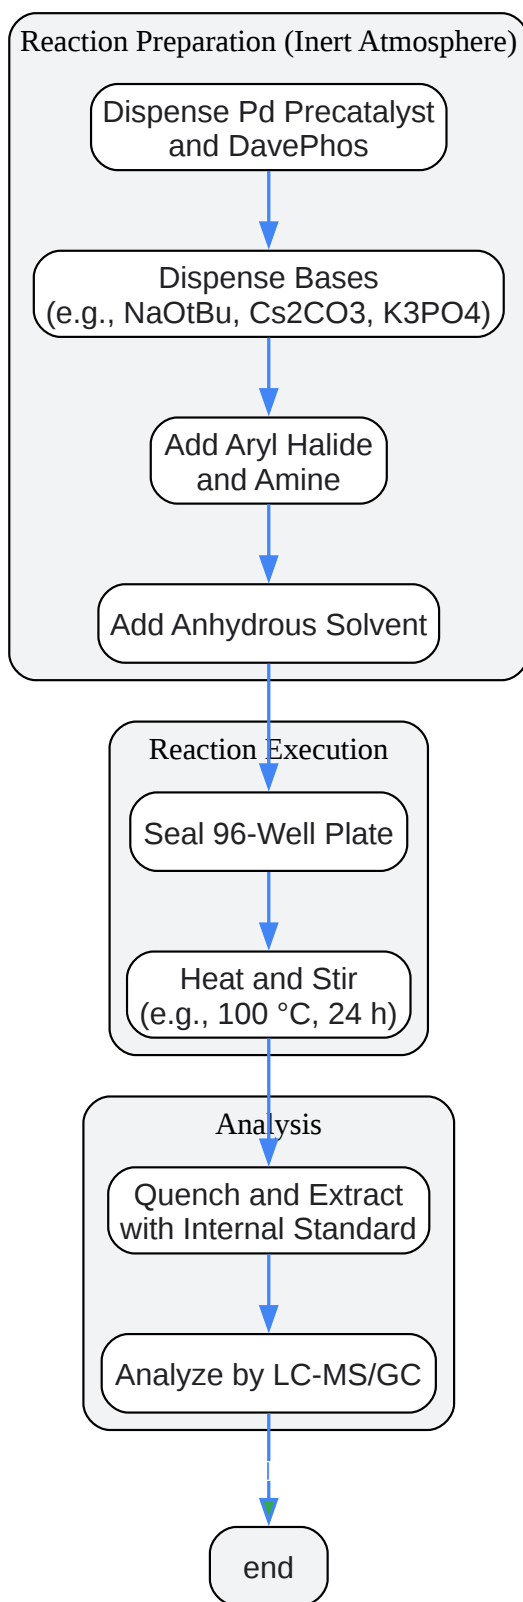 Reaction Preparation (Inert Atmosphere)
Dispense Pd Precatalyst
and DavePhos
Dispense Bases
(e.g., NaOtBu, Cs2CO3, K3PO4)
Add Aryl Halide
and Amine
Add Anhydrous Solvent
Reaction Execution
Seal 96-Well Plate
Heat and Stir
(e.g., 100 °C, 24 h)
Analysis
Quench and Extract
with Internal Standard
Analyze by LC-MS/GC
end